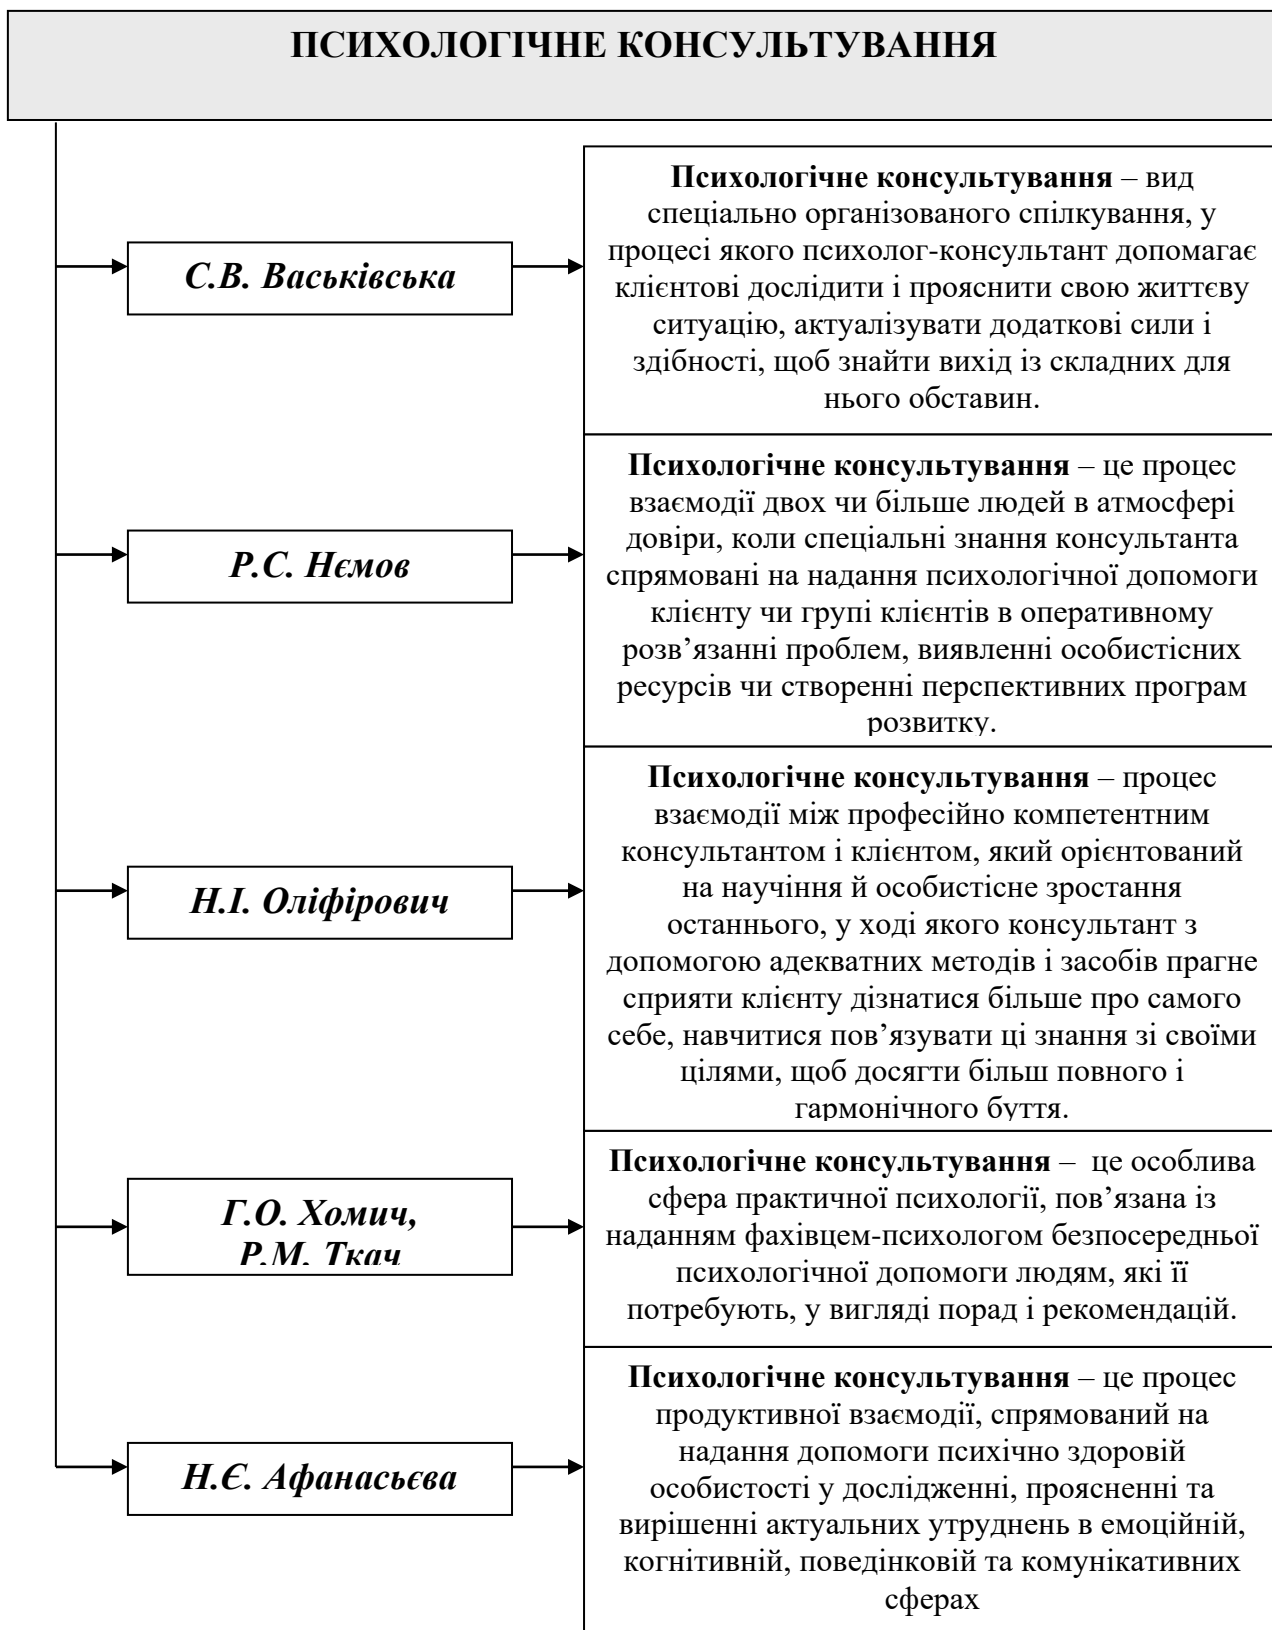 ПСИХОЛОГІЧНЕ КОНСУЛЬТУВАННЯ
С.В. Васьківська
Психологічне консультування – вид
спеціально організованого спілкування, у
процесі якого психолог-консультант допомагає
клієнтові дослідити і прояснити свою життєву
ситуацію, актуалізувати додаткові сили і
здібності, щоб знайти вихід із складних для
нього обставин.
Р.С. Нємов
Психологічне консультування – це процес
взаємодії двох чи більше людей в атмосфері
довіри, коли спеціальні знання консультанта
спрямовані на надання психологічної допомоги
клієнту чи групі клієнтів в оперативному
розв’язанні проблем, виявленні особистісних
ресурсів чи створенні перспективних програм
розвитку.
Н.І. Оліфірович
Психологічне консультування – процес
взаємодії між професійно компетентним
консультантом і клієнтом, який орієнтований
на научіння й особистісне зростання
останнього, у ході якого консультант з
допомогою адекватних методів і засобів прагне
сприяти клієнту дізнатися більше про самого
себе, навчитися пов’язувати ці знання зі своїми
цілями, щоб досягти більш повного і
гармонічного буття.
Г.О. Хомич,
Р.М. Ткач
Психологічне консультування – це особлива
сфера практичної психології, пов’язана із
наданням фахівцем-психологом безпосередньої
психологічної допомоги людям, які її
потребують, у вигляді порад і рекомендацій.
Н.Є. Афанасьєва
Психологічне консультування – це процес
продуктивної взаємодії, спрямований на
надання допомоги психічно здоровій
особистості у дослідженні, проясненні та
вирішенні актуальних утруднень в емоційній,
когнітивній, поведінковій та комунікативних
сферах